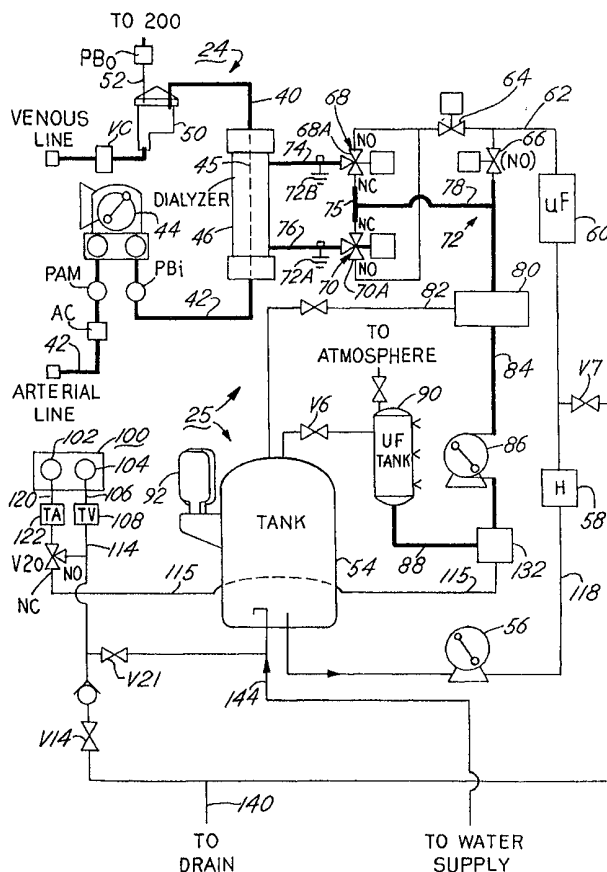 TO 200
PBo
52
24
40
64
62
VENOUS LINE
VC
50
68
68A
NO
66
(NO)
74
45
72B
NC
75
78
DIALYZER
46
44
72
UF
60
76
NC
NO
72A
70
70A
PAM
PBi
80
82
AC
42
42
TO ATMOSPHERE
84
ARTERIAL LINE
25
V6
90
V7
102
100
92
UF TANK
86
104
120
106
H
58
TA
TV
108
TANK
122
114
54
88
132
V20
NO
NC
115
115
118
56
V21
144
V14
140
TO DRAIN
TO WATER SUPPLY